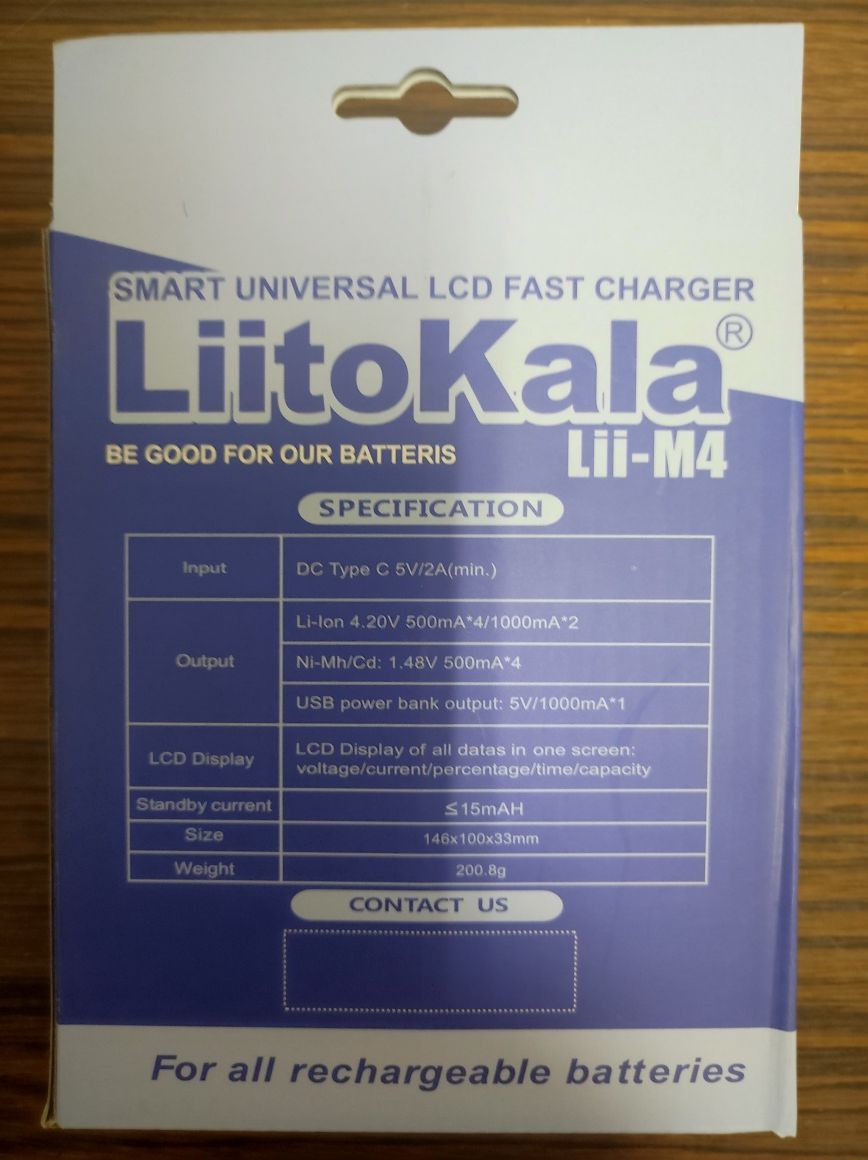 SMART UNIVERSAL LCD FAST CHARGER
LiitoKala®
BE GOOD FOR OUR BATTERIS
Lii-M4
SPECIFICATION
Input
DC Type C 5V/2A(min.)
Output
Li-Ion 4.20V 500mA*4/1000mA*2
Ni-Mh/Cd: 1.48V 500mA*4
USB power bank output: 5V/1000mA*1
LCD Display
LCD Display of all datas in one screen:
voltage/current/percentage/time/capacity
Standby current
≤15mAH
Size
146x100x33mm
Weight
200.8g
CONTACT US
For all rechargeable batteries